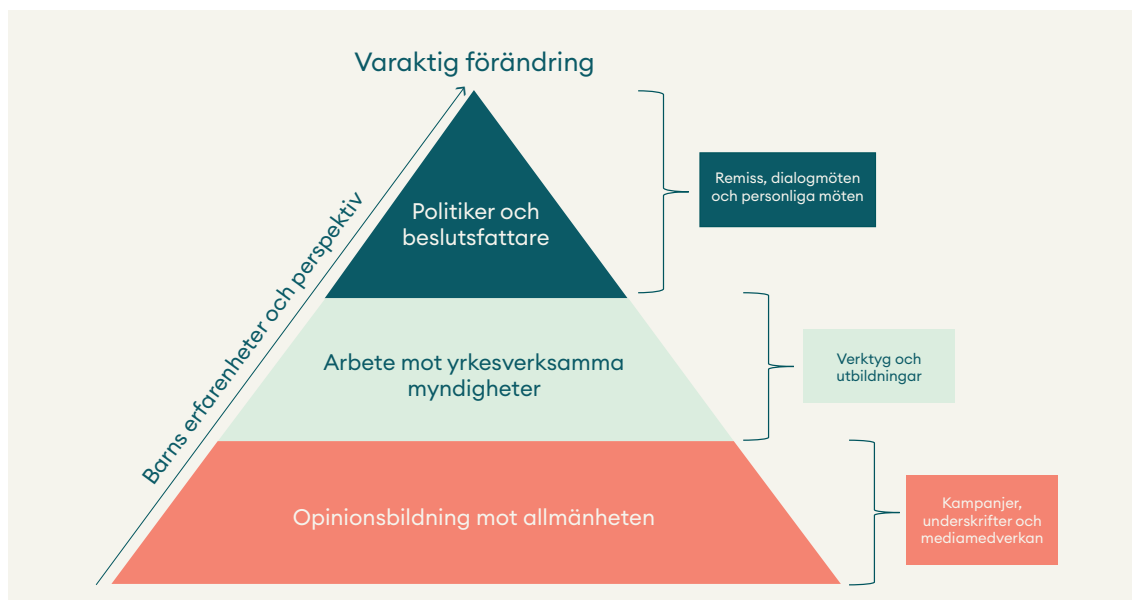 Varaktig förändring
Barns erfarenheter och perspektiv
Politiker och
beslutsfattare
Remiss, dialogmöten
och personliga möten
Arbete mot yrkesverksamma
myndigheter
Verktyg och
utbildningar
Opinionsbildning mot allmänheten
Kampanjer,
underskrifter och
mediamedverkan